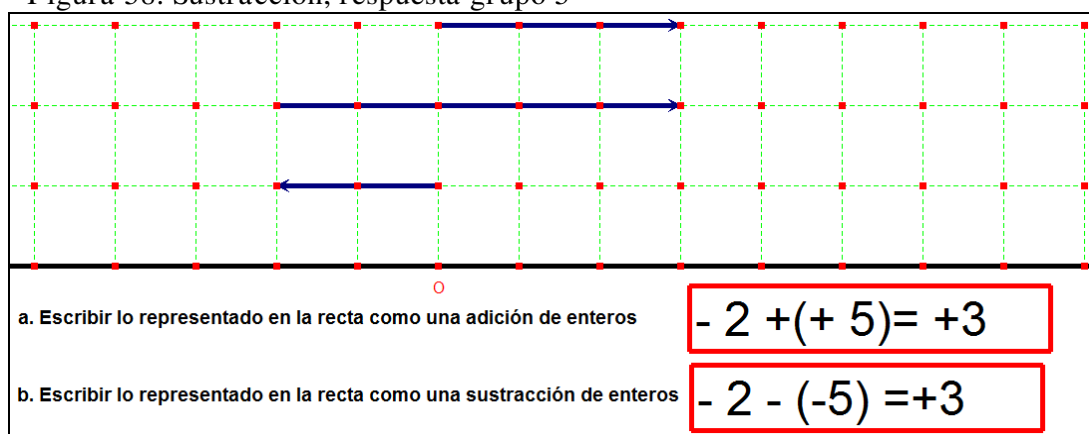 Figura 38. Sustracción, respuesta grupo 3
O
a. Escribir lo representado en la recta como una adición de enteros
- 2 +(+ 5)= +3
b. Escribir lo representado en la recta como una sustracción de enteros
- 2 - (-5) =+3